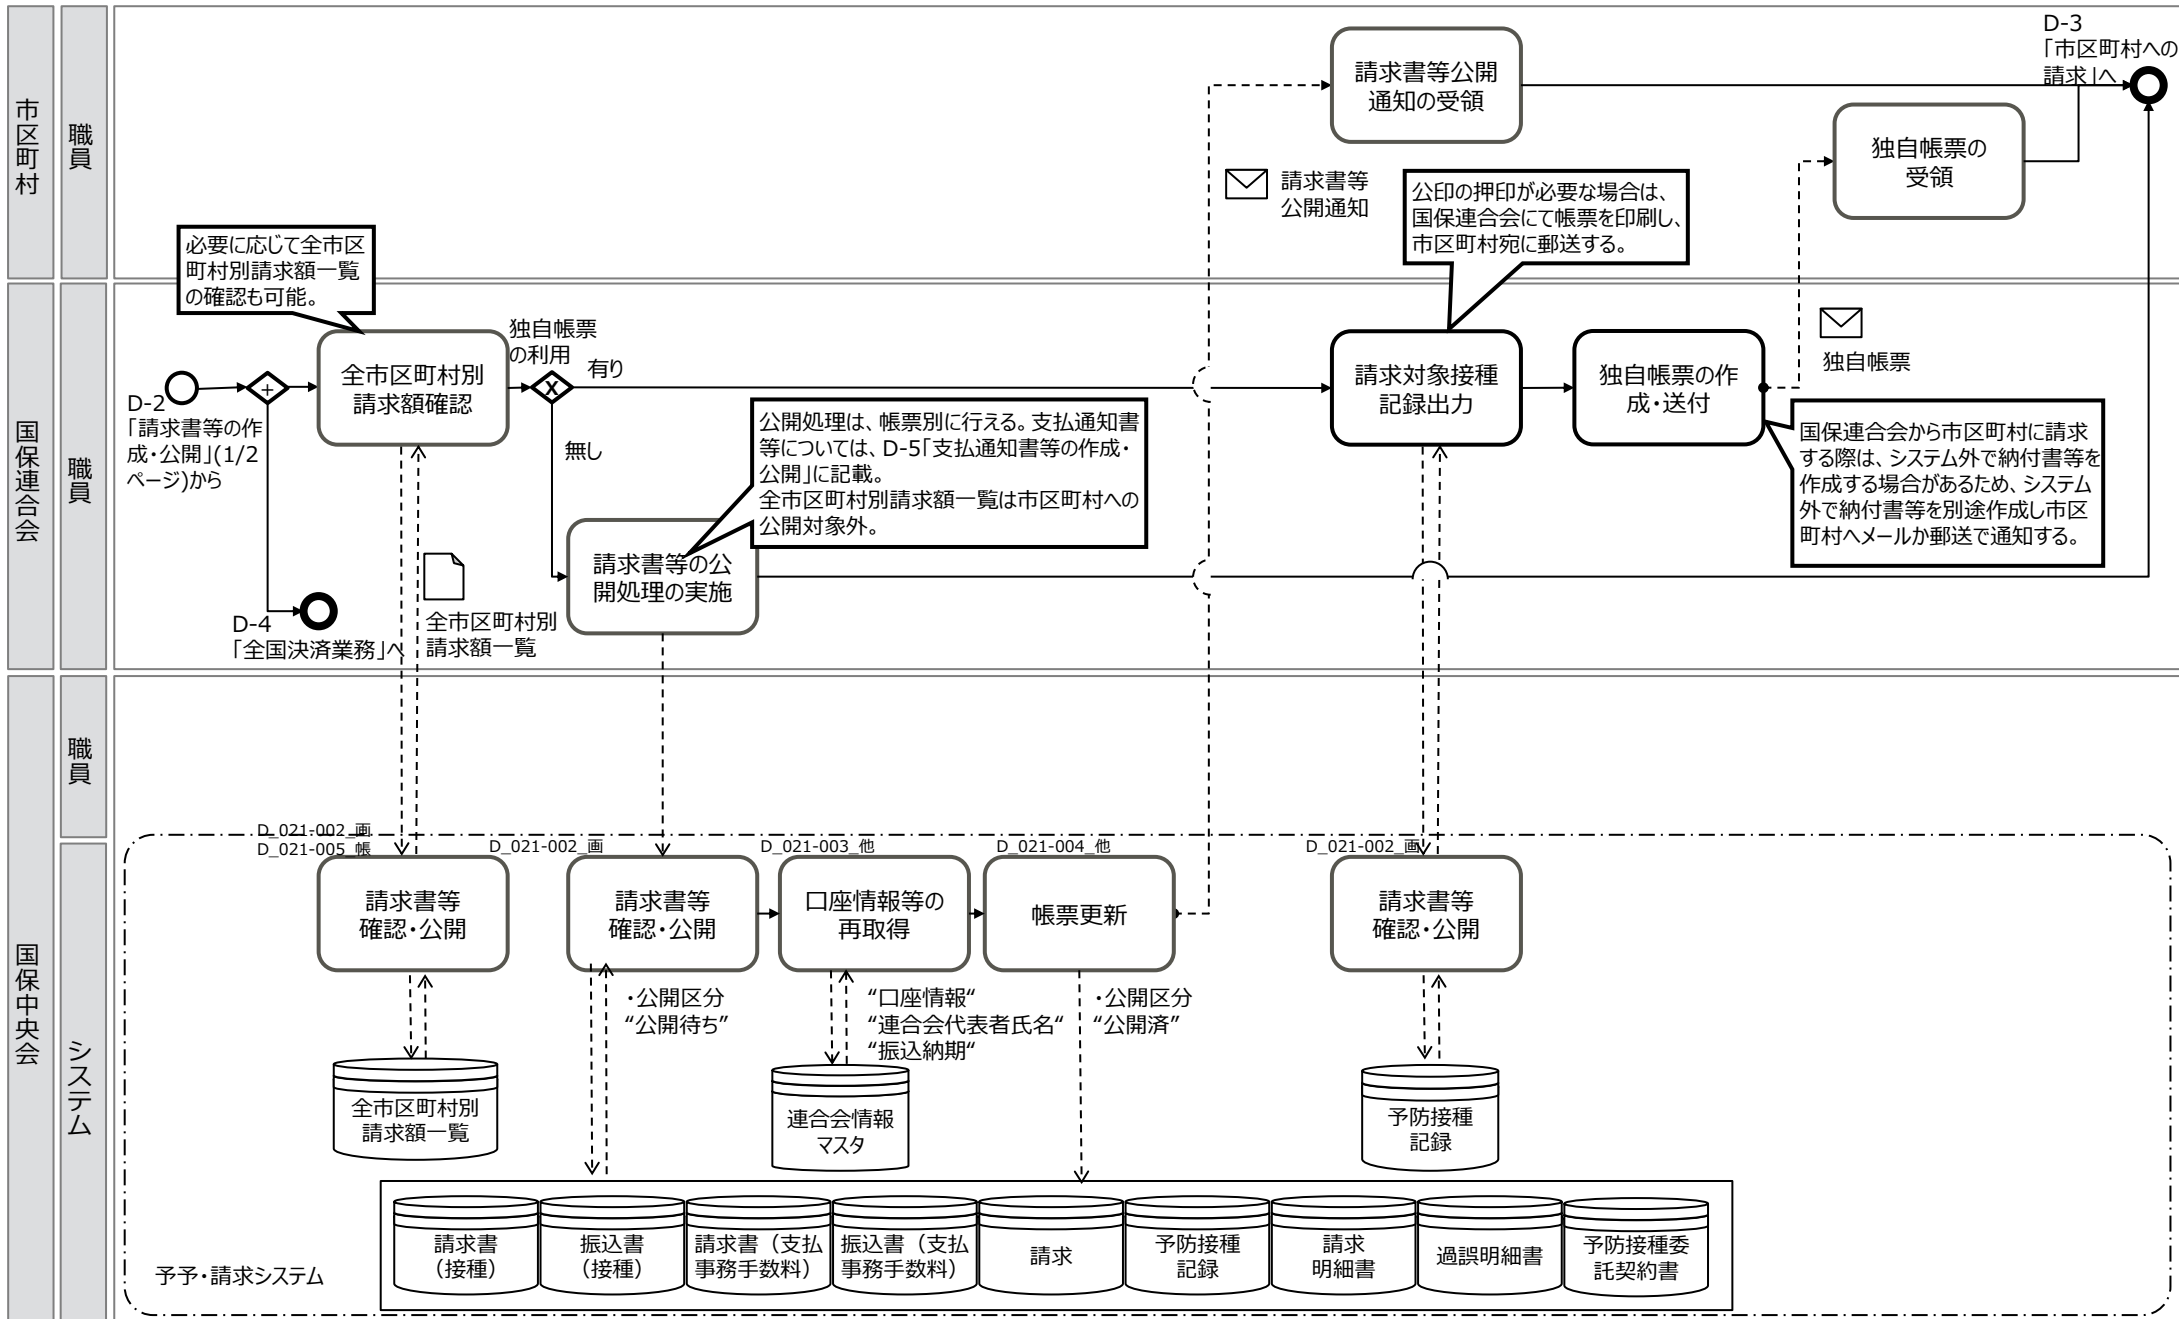 市区町村
職員
請求書等公開
通知の受領
D-3
「市区町村への
請求」へ
独自帳票の
受領
請求書等
公開通知
公印の押印が必要な場合は、
国保連合会にて帳票を印刷し、
市区町村宛に郵送する。
必要に応じて全市区
町村別請求額一覧
の確認も可能。
国保連合会
職員
D-2
「請求書等の作
成・公開」(1/2
ページ)から
+
全市区町村別
請求額確認
独自帳票
の利用
X
有り
無し
請求対象接種
記録出力
独自帳票の作
成・送付
独自帳票
公開処理は、帳票別に行える。支払通知書
等については、D-5「支払通知書等の作成・
公開」に記載。
全市区町村別請求額一覧は市区町村への
公開対象外。
国保連合会から市区町村に請求
する際は、システム外で納付書等を
作成する場合があるため、システム
外で納付書等を別途作成し市区
町村へメールか郵送で通知する。
請求書等の公
開処理の実施
D-4
「全国決済業務」へ
全市区町村別
請求額一覧
国保中央会
職員
システム
D_021-002_画
D_021-005_帳
請求書等
確認・公開
D_021-002_画
請求書等
確認・公開
D_021-003_他
口座情報等の
再取得
D_021-004_他
帳票更新
D_021-002_画
請求書等
確認・公開
・公開区分
“公開待ち”
“口座情報“
“連合会代表者氏名“
“振込納期“
・公開区分
“公開済”
全市区町村別
請求額一覧
連合会情報
マスタ
予防接種
記録
請求書
（接種）
振込書
（接種）
請求書（支払
事務手数料）
振込書（支払
事務手数料）
請求
予防接種
記録
請求
明細書
過誤明細書
予防接種委
託契約書
予予・請求システム